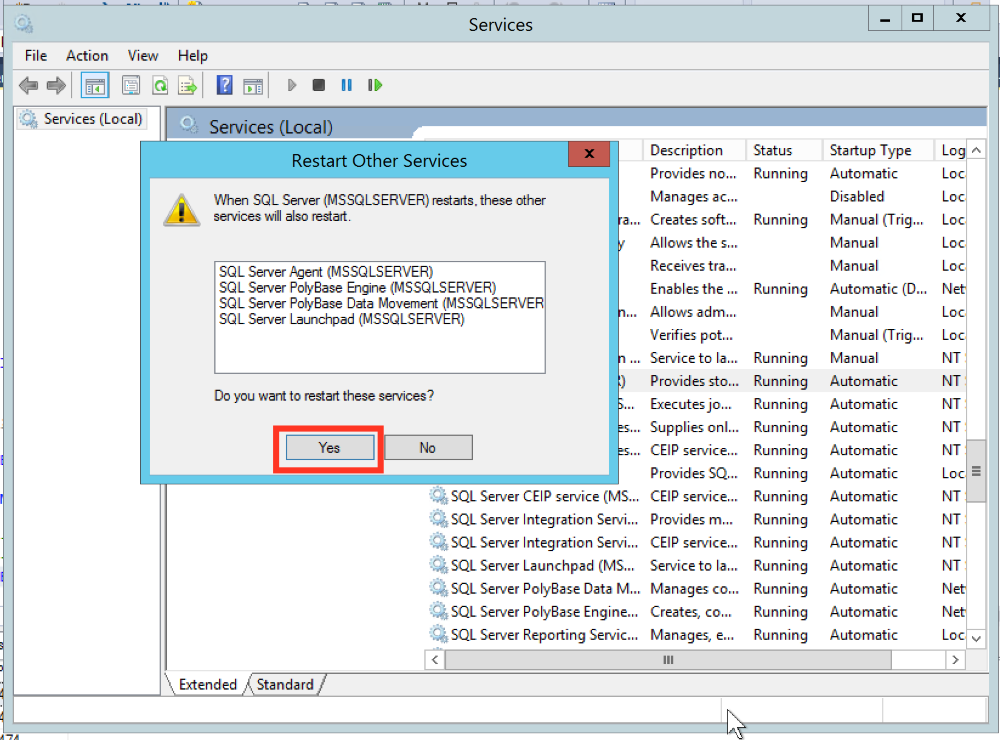 Services
File Action View Help
Services (Local)
Services (Local)
Restart Other Services
When SQL Server (MSSQLSERVER) restarts, these other
services will also restart.
SQL Server Agent (MSSQLSERVER)
SQL Server PolyBase Engine (MSSQLSERVER)
SQL Server PolyBase Data Movement (MSSQLSERVER
SQL Server Launchpad (MSSQLSERVER)
Do you want to restart these services?
Yes No
Description Status Startup Type Log
Provides no... Running Automatic Loc
Manages ac... Disabled Loc
ra... Creates soft... Running Manual (Trig... Loc
y Allows the s... Manual Loc
Receives tra... Manual Loc
Enables the ... Running Automatic (D... Net
n... Allows adm... Manual Loc
Verifies pot... Manual (Trig... Loc
n ... Service to la... Running Manual NT
R) Provides sto... Running Automatic NT
S... Executes jo... Running Automatic NT
es... Supplies onl... Running Automatic NT
es... CEIP service... Running Automatic NT
Provides SQ... Running Automatic Loc
SQL Server CEIP service (MS... CEIP service... Running Automatic NT
SQL Server Integration Servi... Provides m... Running Automatic NT
SQL Server Integration Servi... CEIP service... Running Automatic NT
SQL Server Launchpad (MS... Service to la... Running Automatic NT
SQL Server PolyBase Data M... Manages co... Running Automatic Net
SQL Server PolyBase Engine... Creates, co... Running Automatic Net
SQL Server Reporting Servic... Manages, e... Running Automatic Loc
Extended Standard